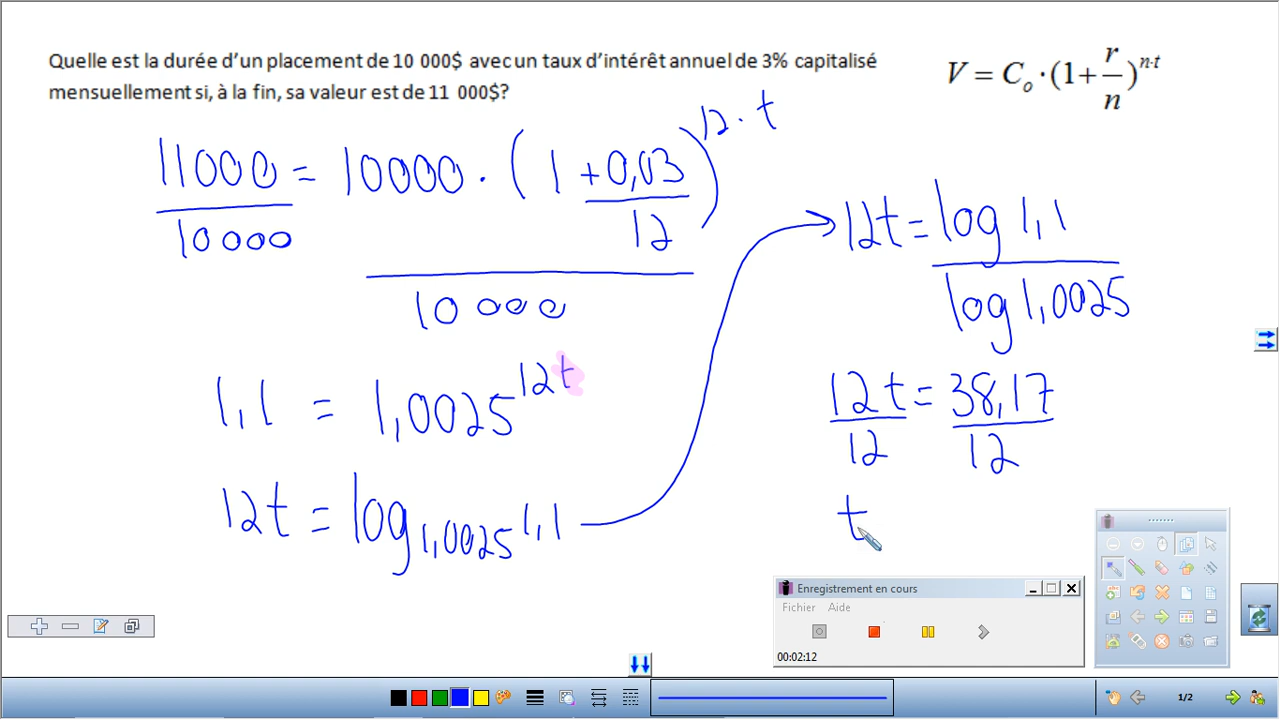 Quelle est la durée d'un placement de 10 000$ avec un taux d'intérêt annuel de 3% capitalisé
mensuellement si, à la fin, sa valeur est de 11 000$?
V = C₀·(1+r/n)^(n·t)
11000/10000 = 10000·(1+0,03/12)^(12·t)/10000
1,1 = 1,0025^(12t)
12t = log_1,0025 1,1
12t = log 1,1/log 1,0025
12t/12 = 38,17/12
t
Enregistrement en cours
Fichier Aide
00:02:12
1/2